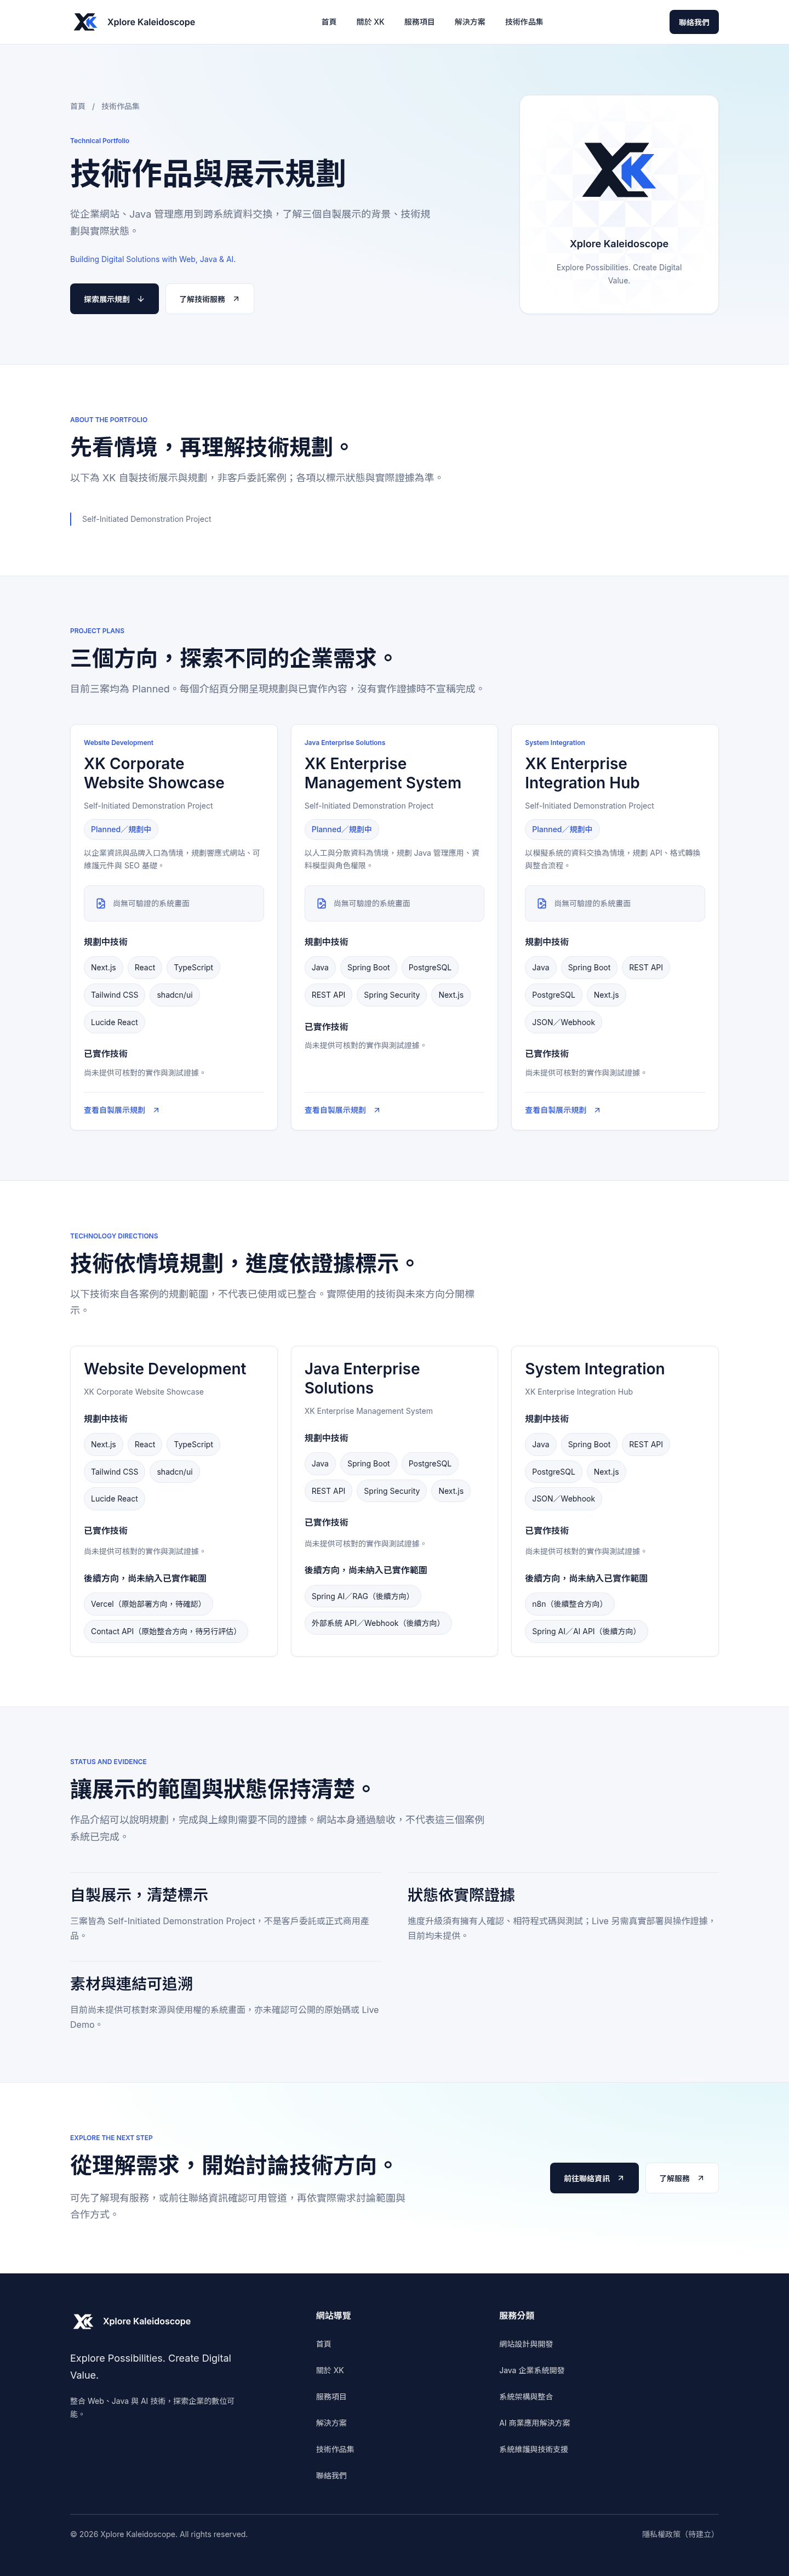 Xplore Kaleidoscope
首頁
關於 XK
服務項目
解決方案
技術作品集
聯絡我們
首頁 / 技術作品集
Technical Portfolio
技術作品與展示規劃
從企業網站、Java 管理應用到跨系統資料交換，了解三個自製展示的背景、技術規
劃與實際狀態。
Building Digital Solutions with Web, Java & AI.
探索展示規劃
了解技術服務
Xplore Kaleidoscope
Explore Possibilities. Create Digital
Value.
ABOUT THE PORTFOLIO
先看情境，再理解技術規劃。
以下為 XK 自製技術展示與規劃，非客戶委託案例；各項以標示狀態與實際證據為準。
Self-Initiated Demonstration Project
PROJECT PLANS
三個方向，探索不同的企業需求。
目前三案均為 Planned。每個介紹頁分開呈現規劃與已實作內容，沒有實作證據時不宣稱完成。
Website Development
XK Corporate
Website Showcase
Self-Initiated Demonstration Project
Planned／規劃中
以企業資訊與品牌入口為情境，規劃響應式網站、可
維護元件與 SEO 基礎。
尚無可驗證的系統畫面
規劃中技術
Next.js
React
TypeScript
Tailwind CSS
shadcn/ui
Lucide React
已實作技術
尚未提供可核對的實作與測試證據。
查看自製展示規劃
Java Enterprise Solutions
XK Enterprise
Management System
Self-Initiated Demonstration Project
Planned／規劃中
以人工與分散資料為情境，規劃 Java 管理應用、資
料模型與角色權限。
尚無可驗證的系統畫面
規劃中技術
Java
Spring Boot
PostgreSQL
REST API
Spring Security
Next.js
已實作技術
尚未提供可核對的實作與測試證據。
查看自製展示規劃
System Integration
XK Enterprise
Integration Hub
Self-Initiated Demonstration Project
Planned／規劃中
以模擬系統的資料交換為情境，規劃 API、格式轉換
與整合流程。
尚無可驗證的系統畫面
規劃中技術
Java
Spring Boot
REST API
PostgreSQL
Next.js
JSON／Webhook
已實作技術
尚未提供可核對的實作與測試證據。
查看自製展示規劃
TECHNOLOGY DIRECTIONS
技術依情境規劃，進度依證據標示。
以下技術來自各案例的規劃範圍，不代表已使用或已整合。實際使用的技術與未來方向分開標
示。
Website Development
XK Corporate Website Showcase
規劃中技術
Next.js
React
TypeScript
Tailwind CSS
shadcn/ui
Lucide React
已實作技術
尚未提供可核對的實作與測試證據。
後續方向，尚未納入已實作範圍
Vercel（原始部署方向，待確認）
Contact API（原始整合方向，待另行評估）
Java Enterprise
Solutions
XK Enterprise Management System
規劃中技術
Java
Spring Boot
PostgreSQL
REST API
Spring Security
Next.js
已實作技術
尚未提供可核對的實作與測試證據。
後續方向，尚未納入已實作範圍
Spring AI／RAG（後續方向）
外部系統 API／Webhook（後續方向）
System Integration
XK Enterprise Integration Hub
規劃中技術
Java
Spring Boot
REST API
PostgreSQL
Next.js
JSON／Webhook
已實作技術
尚未提供可核對的實作與測試證據。
後續方向，尚未納入已實作範圍
n8n（後續整合方向）
Spring AI／AI API（後續方向）
STATUS AND EVIDENCE
讓展示的範圍與狀態保持清楚。
作品介紹可以說明規劃，完成與上線則需要不同的證據。網站本身通過驗收，不代表這三個案例
系統已完成。
自製展示，清楚標示
三案皆為 Self-Initiated Demonstration Project，不是客戶委託或正式商用產
品。
狀態依實際證據
進度升級須有擁有人確認、相符程式碼與測試；Live 另需真實部署與操作證據，
目前均未提供。
素材與連結可追溯
目前尚未提供可核對來源與使用權的系統畫面，亦未確認可公開的原始碼或 Live
Demo。
EXPLORE THE NEXT STEP
從理解需求，開始討論技術方向。
可先了解現有服務，或前往聯絡資訊確認可用管道，再依實際需求討論範圍與
合作方式。
前往聯絡資訊
了解服務
Xplore Kaleidoscope
Explore Possibilities. Create Digital
Value.
整合 Web、Java 與 AI 技術，探索企業的數位可
能。
網站導覽
首頁
關於 XK
服務項目
解決方案
技術作品集
聯絡我們
服務分類
網站設計與開發
Java 企業系統開發
系統架構與整合
AI 商業應用解決方案
系統維護與技術支援
© 2026 Xplore Kaleidoscope. All rights reserved.
隱私權政策（待建立）